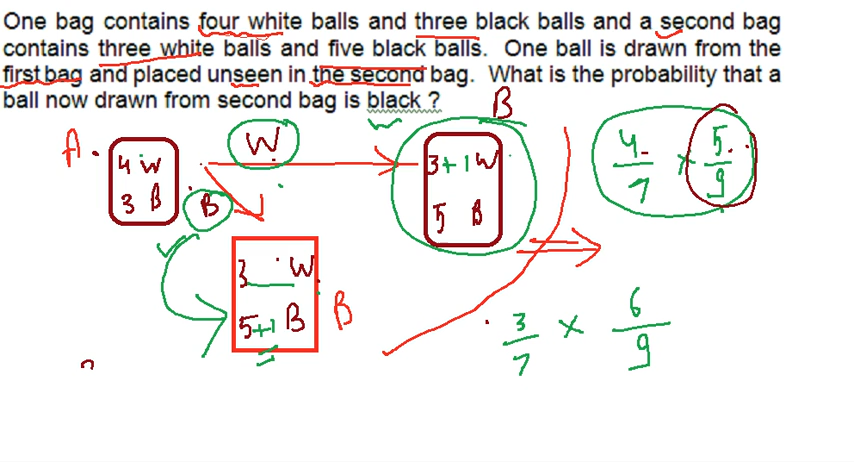 One bag contains four white balls and three black balls and a second bag
contains three white balls and five black balls. One ball is drawn from the
first bag and placed unseen in the second bag. What is the probability that a
ball now drawn from second bag is black ?
B
A
W
4 W
3 B
B
3+1 W
5 B
4/7 × 5/9
3 W
5+1 B
B
3/7 × 6/9